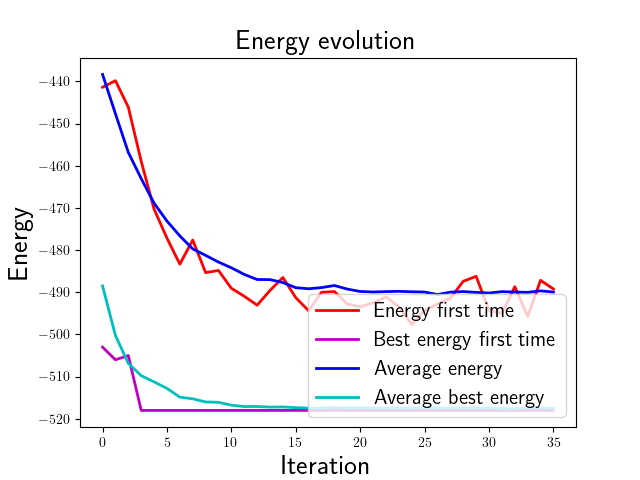 Energy evolution
Energy
−440
−450
−460
−470
−480
−490
−500
−510
−520
Energy first time
Best energy first time
Average energy
Average best energy
0 5 10 15 20 25 30 35
Iteration